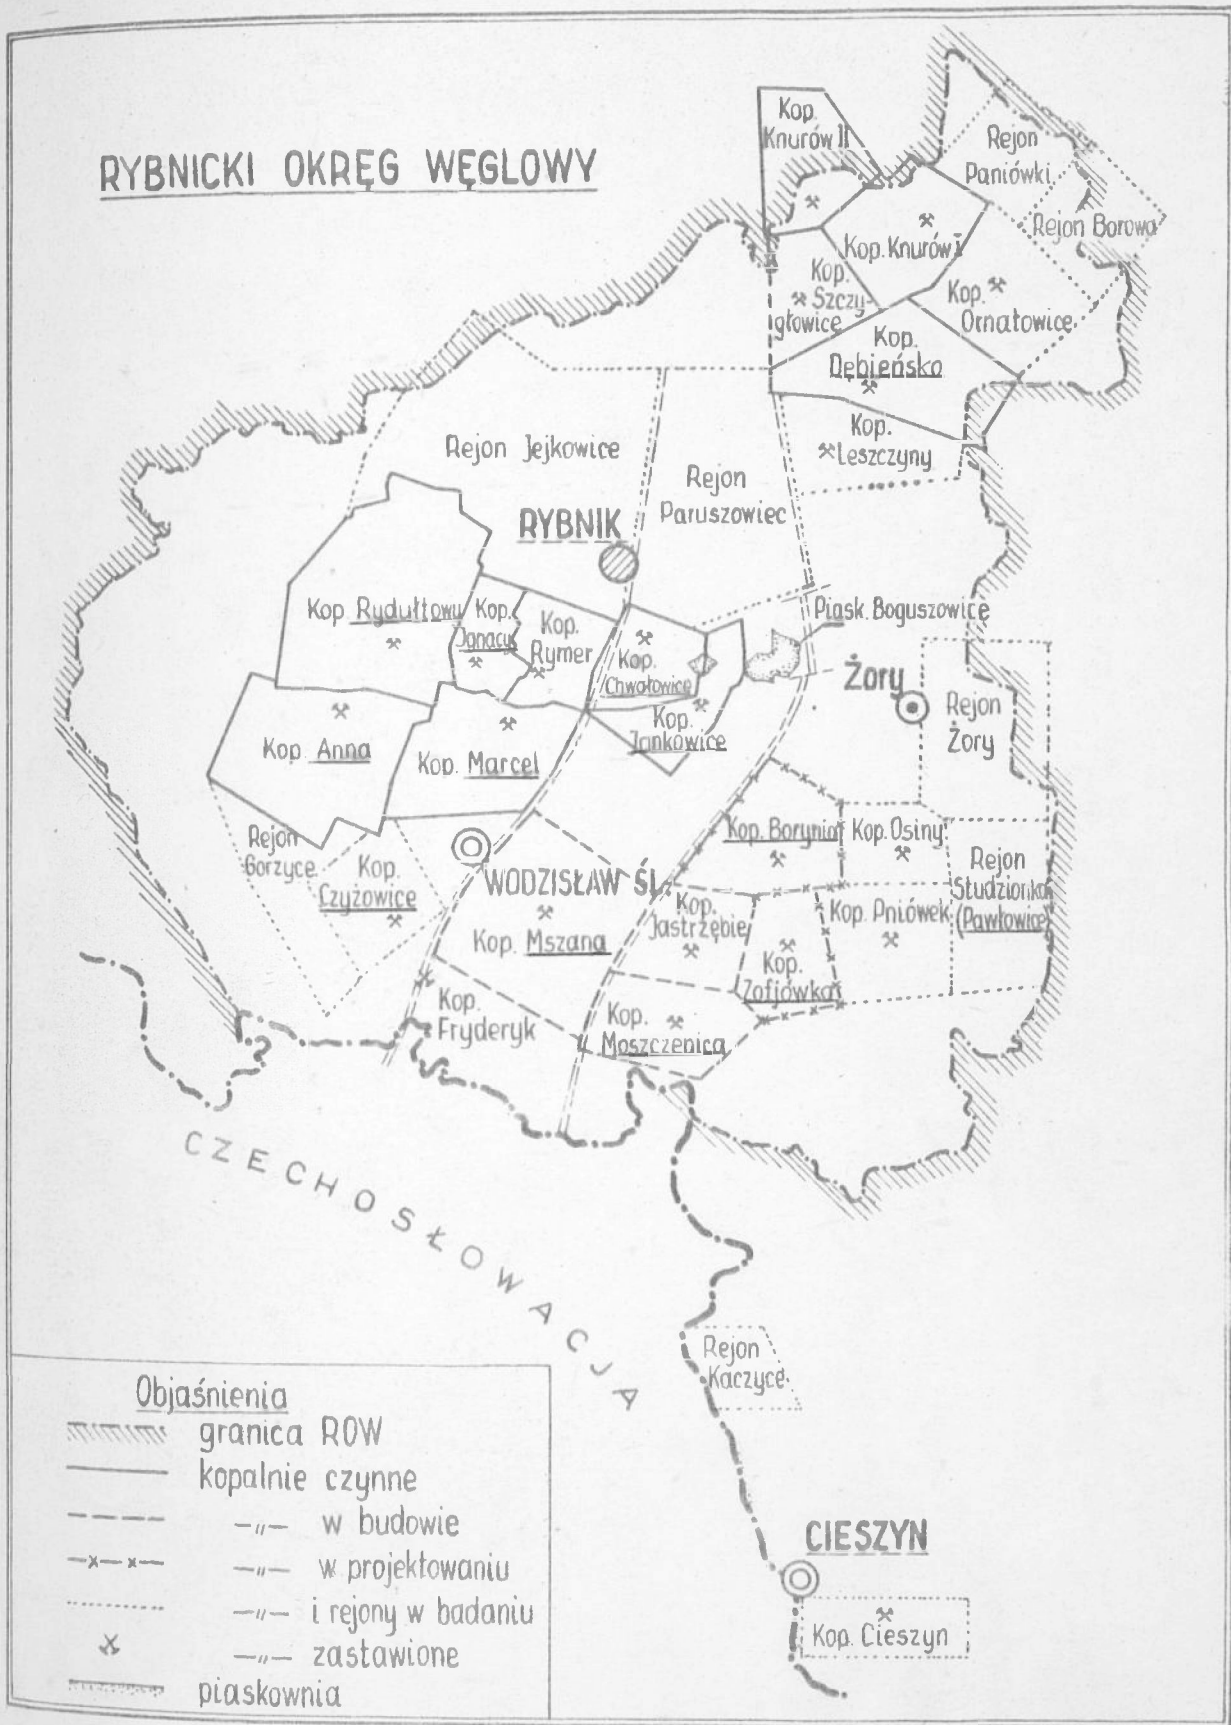 RYBNICKI OKRĘG WĘGLOWY
Kop.
Knurów II
Rejon
Paniówki
Rejon Borowa
Kop. Knurów I
Kop.
Szczy-
głowice
Kop.
Ornatowice
Kop.
Dębieńsko
Kop.
Leszczyny
Rejon Jejkowice
Rejon
Paruszowiec
RYBNIK
Kop. Rydułtowy
Kop.
Ignacy
Kop.
Rymer
Kop.
Chwałowice
Piask. Boguszowice
Kop.
Jankowice
Żory
Rejon
Żory
Kop. Anna
Kop. Marcel
Rejon
Gorzyce
Kop.
Czyżowice
WODZISŁAW ŚL.
Kop. Borynia
Kop. Osiny
Rejon
Studzionka
(Pawłowice)
Kop. Mszana
Kop.
Jastrzębie
Kop. Pniówek
Kop.
Zofjówka
Kop.
Fryderyk
Kop.
Moszczenica
CZECHOSŁOWACJA
Rejon
Kaczyce
CIESZYN
Kop. Cieszyn
Objaśnienia
granica ROW
kopalnie czynne
—„— w budowie
—„— w projektowaniu
—„— i rejony w badaniu
—„— zastawione
piaskownia